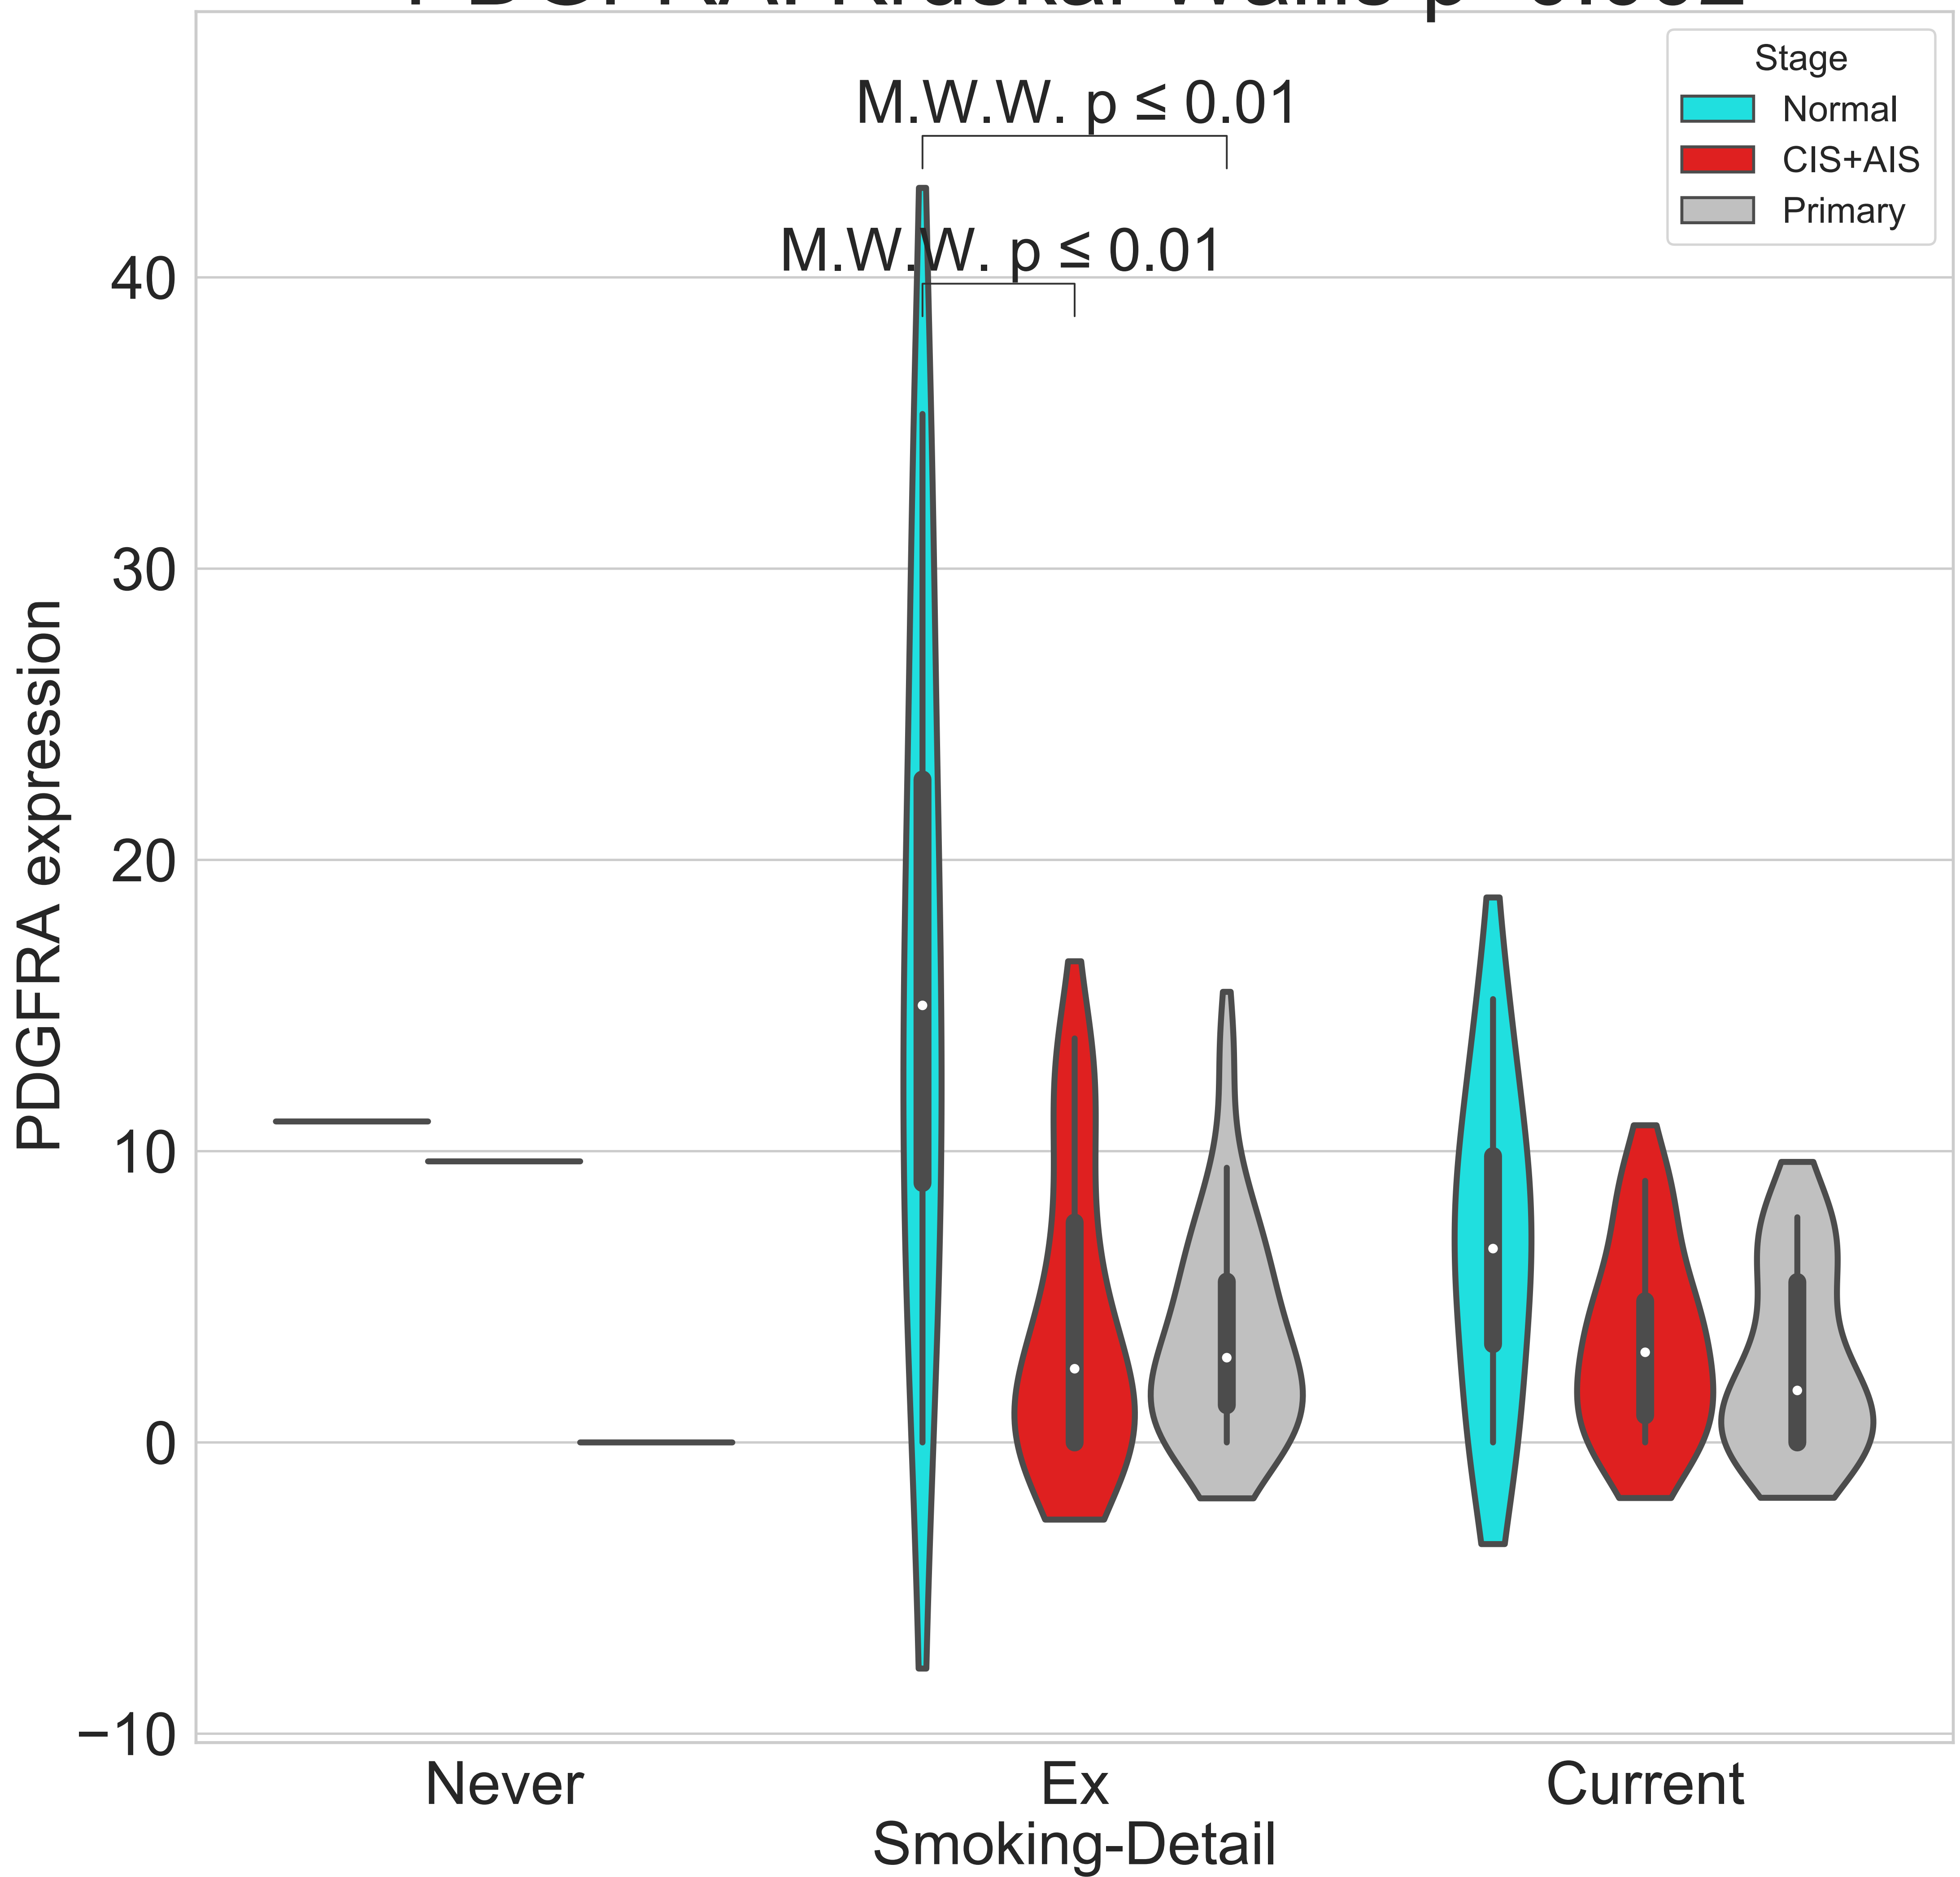 M.W.W. p ≤ 0.01
M.W.W. p ≤ 0.01
Stage
Normal
CIS+AIS
Primary
PDGFRA expression
40
30
20
10
0
−10
Never
Ex
Current
Smoking-Detail